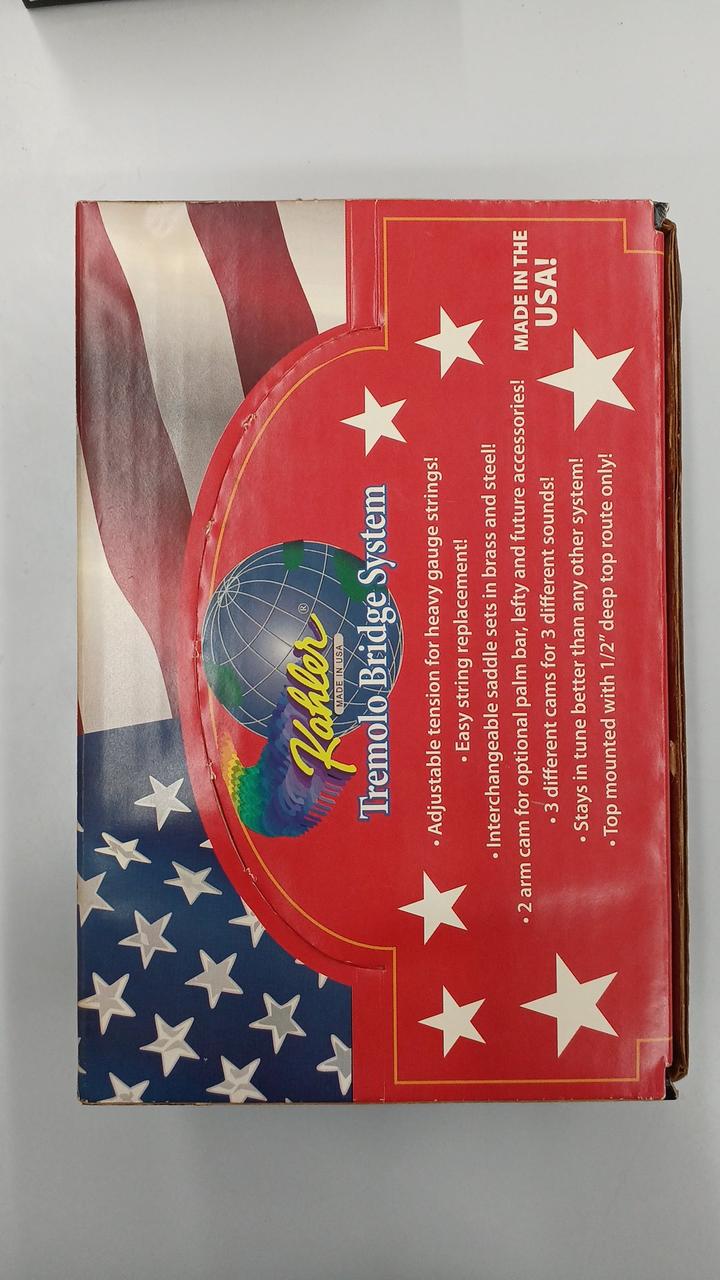 Kahler®
MADE IN USA
Tremolo Bridge System
• Adjustable tension for heavy gauge strings!
• Easy string replacement!
• Interchangeable saddle sets in brass and steel!
• 2 arm cam for optional palm bar, lefty and future accessories!
• 3 different cams for 3 different sounds!
• Stays in tune better than any other system!
• Top mounted with 1/2" deep top route only!
MADE IN THE
USA!